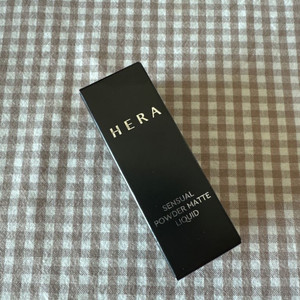 HERA
SENSUAL
POWDER MATTE
LIQUID